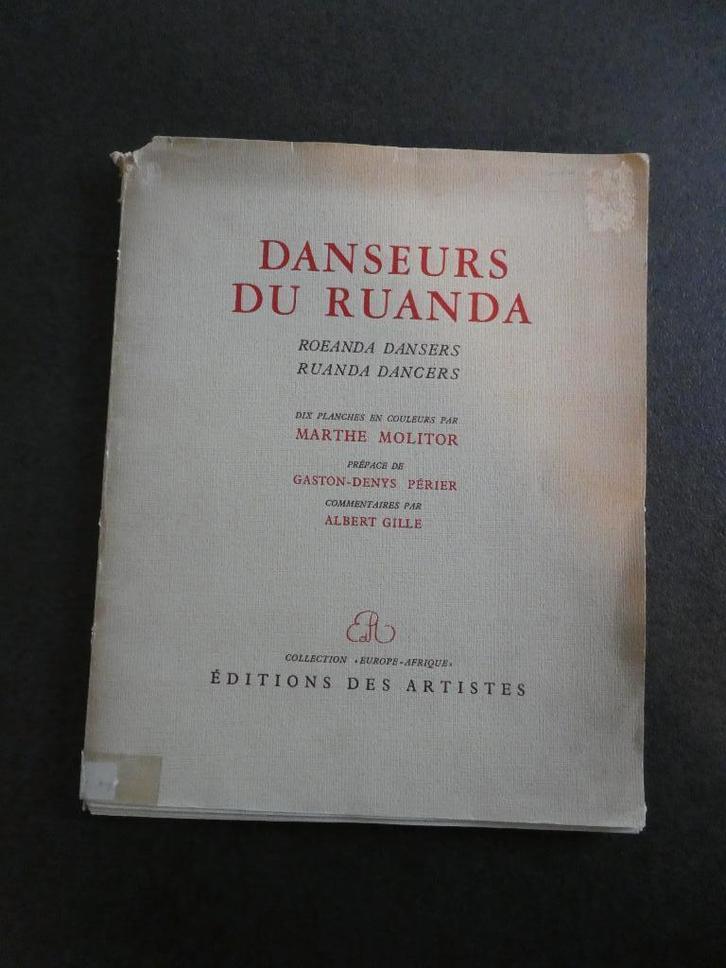 DANSEURS
DU RUANDA
ROEANDA DANSERS
RUANDA DANCERS
DIX PLANCHES EN COULEURS PAR
MARTHE MOLITOR
PRÉFACE DE
GASTON-DENYS PÉRIER
COMMENTAIRES PAR
ALBERT GILLE
COLLECTION «EUROPE-AFRIQUE»
ÉDITIONS DES ARTISTES